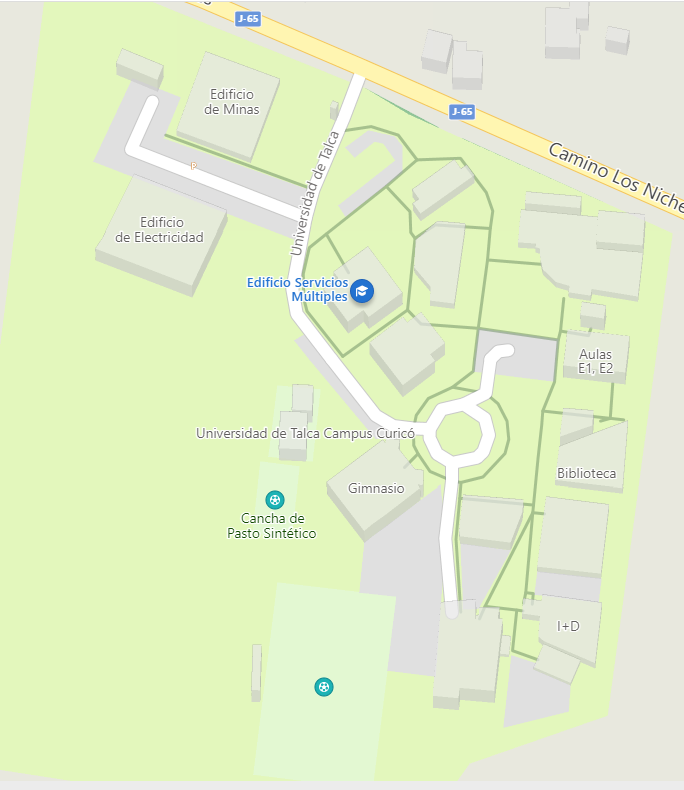 J-65
J-65
Camino Los Niche
Edificio
de Minas
Universidad de Talca
P
Edificio
de Electricidad
Edificio Servicios
Múltiples
Aulas
E1, E2
Universidad de Talca Campus Curicó
Biblioteca
Gimnasio
Cancha de
Pasto Sintético
I+D